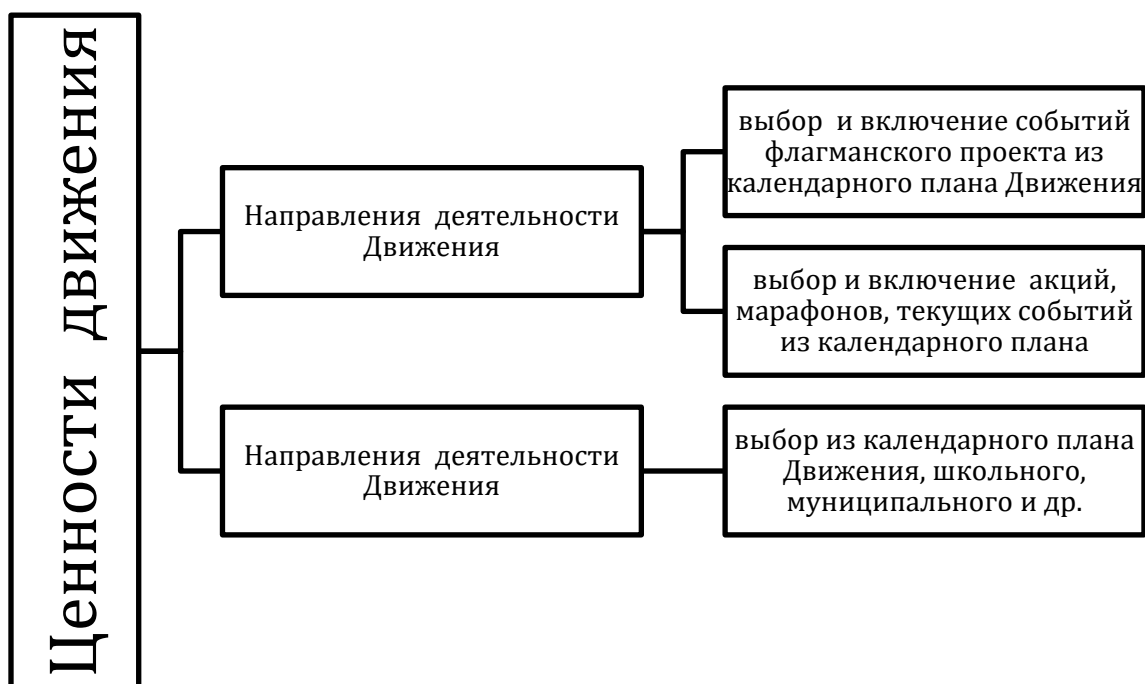 Ценности движения
Направления деятельности
Движения
выбор и включение событий
флагманского проекта из
календарного плана Движения
выбор и включение акций,
марафонов, текущих событий
из календарного плана
Направления деятельности
Движения
выбор из календарного плана
Движения, школьного,
муниципального и др.